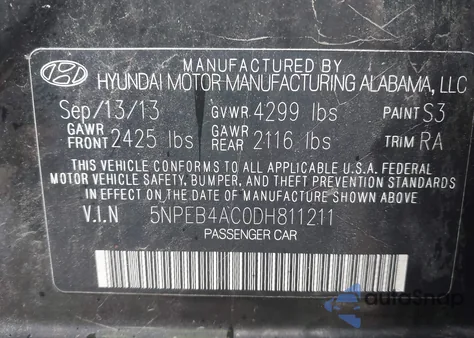 MANUFACTURED BY
HYUNDAI MOTOR MANUFACTURING ALABAMA, LLC
Sep/13/13 GVWR 4299 lbs PAINT S3
GAWR FRONT 2425 lbs GAWR REAR 2116 lbs TRIM RA
THIS VEHICLE CONFORMS TO ALL APPLICABLE U.S.A. FEDERAL
MOTOR VEHICLE SAFETY, BUMPER, AND THEFT PREVENTION STANDARDS
IN EFFECT ON THE DATE OF MANUFACTURE SHOWN ABOVE
V.I.N 5NPEB4AC0DH811211
PASSENGER CAR
autoSnap